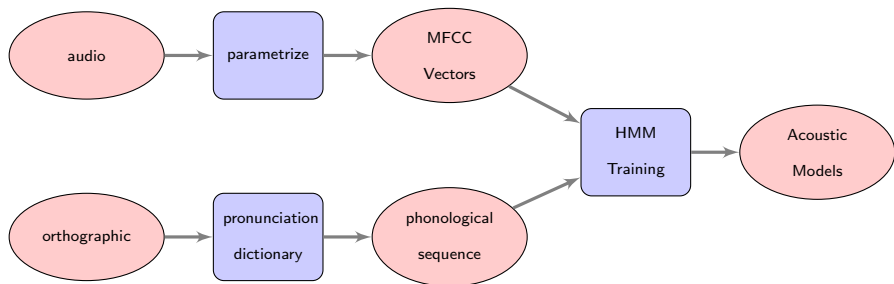 audio
parametrize
MFCC
Vectors
HMM
Training
Acoustic
Models
orthographic
pronunciation
dictionary
phonological
sequence